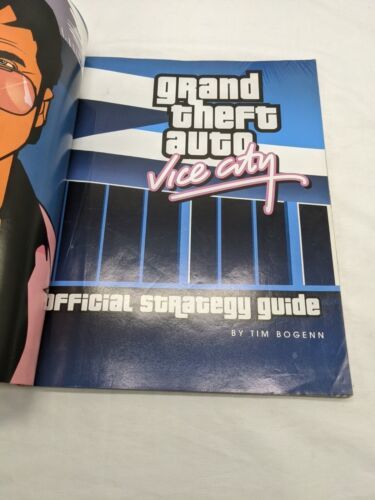 grand
theft
auto
Vice City
official strategy guide
BY TIM BOGENN